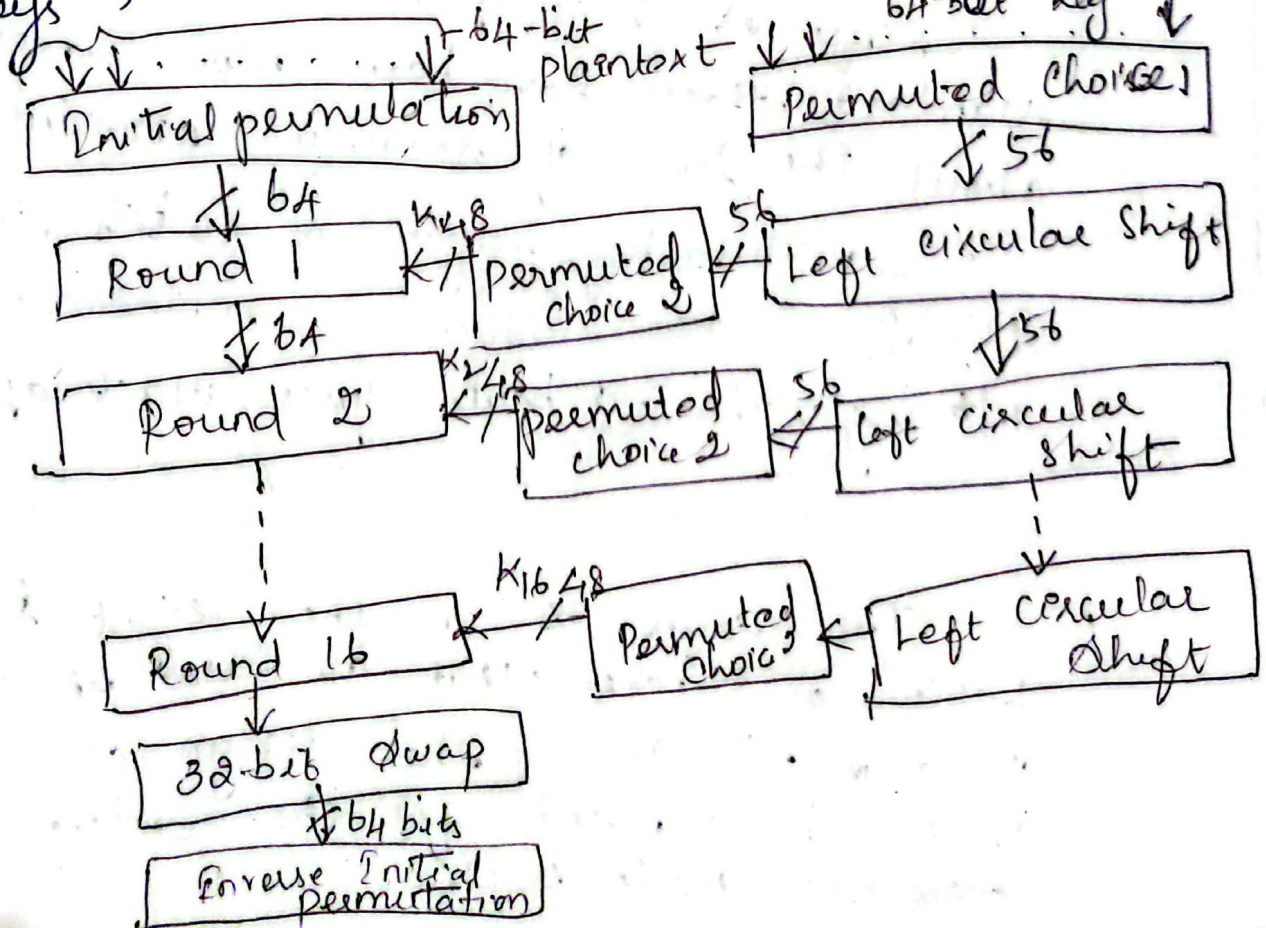 64-bit
plaintext
Initial permutation
Permuted Choice 1
56
64
Round 1
K1 48
permuted
choice 2
56
Left circular Shift
64
56
Round 2
K2 48
permuted
choice 2
56
left circular
shift
Round 16
K16 48
Permuted
Choic
Left circular
Shift
32-bit swap
64 bits
Inverse Initial
permutation